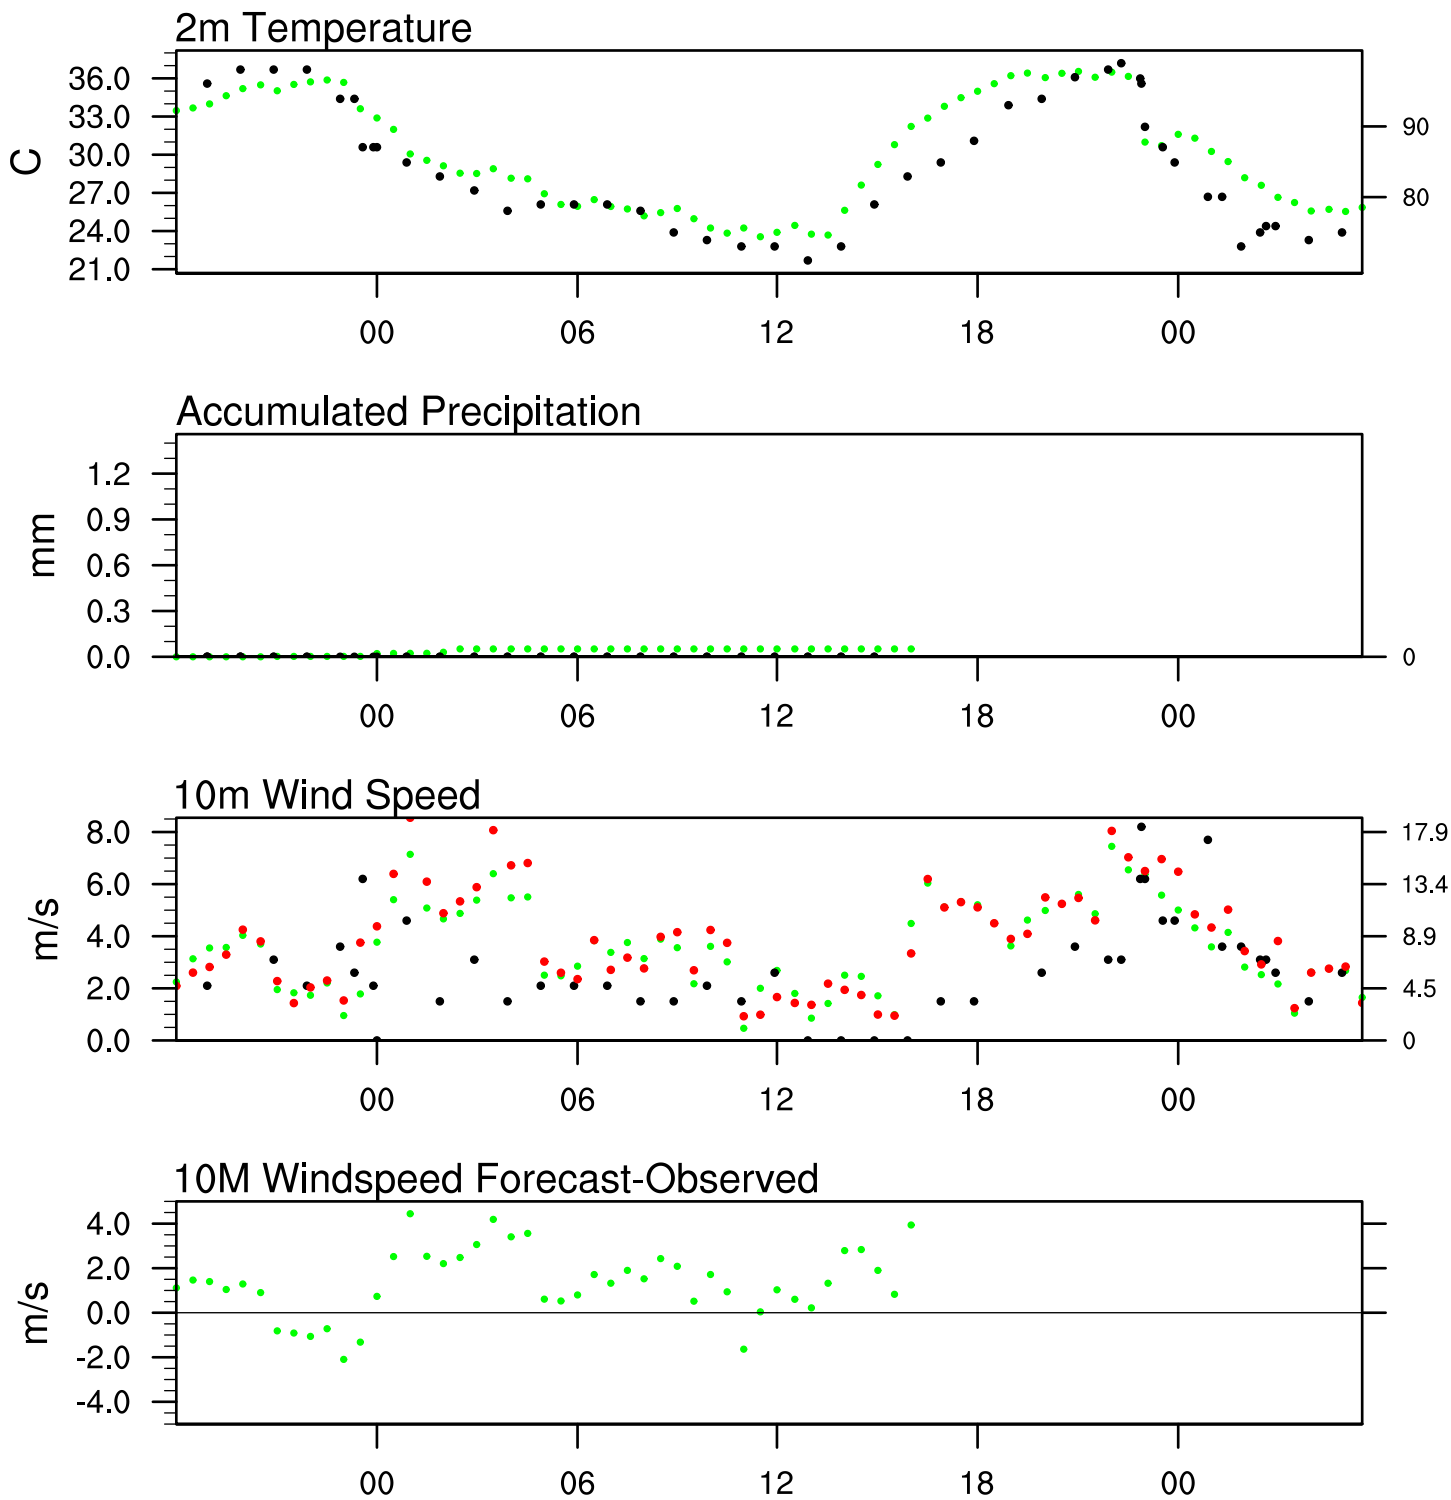 2m Temperature
36.0
33.0
30.0
27.0
24.0
21.0
C
90
80
00 06 12 18 00
Accumulated Precipitation
1.2
0.9
0.6
0.3
0.0
mm
0
00 06 12 18 00
10m Wind Speed
8.0
6.0
4.0
2.0
0.0
m/s
17.9
13.4
8.9
4.5
0
00 06 12 18 00
10M Windspeed Forecast-Observed
4.0
2.0
0.0
-2.0
-4.0
m/s
00 06 12 18 00